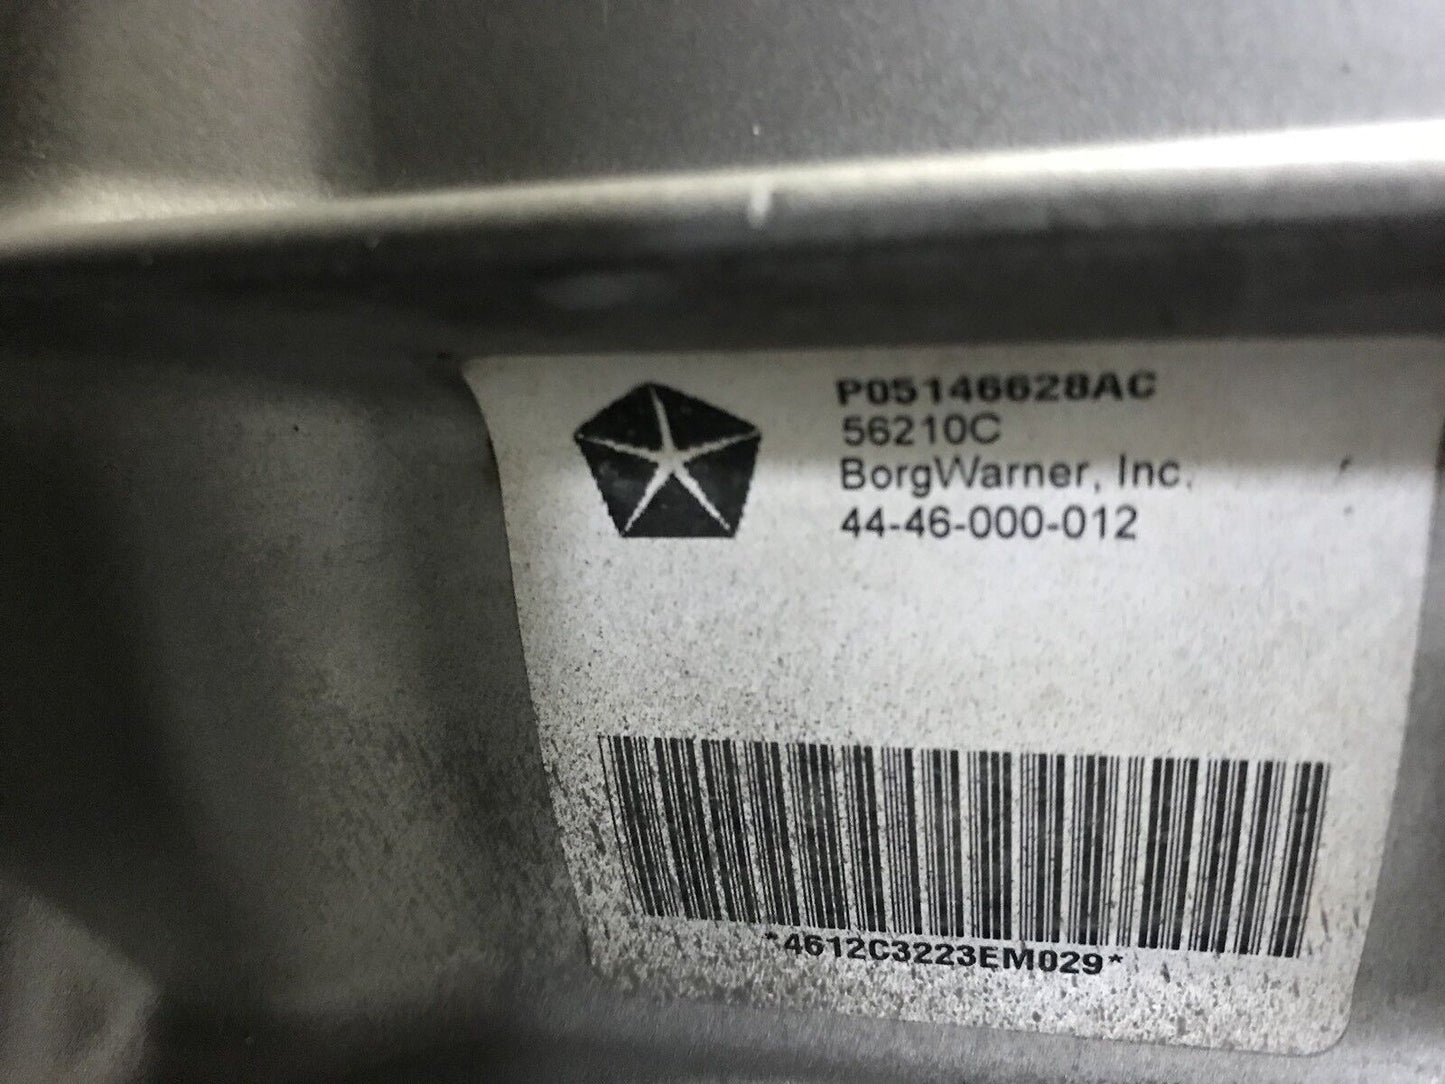 P05146628AC
56210C
BorgWarner, Inc.
44-46-000-012
*4612C3223EM029*